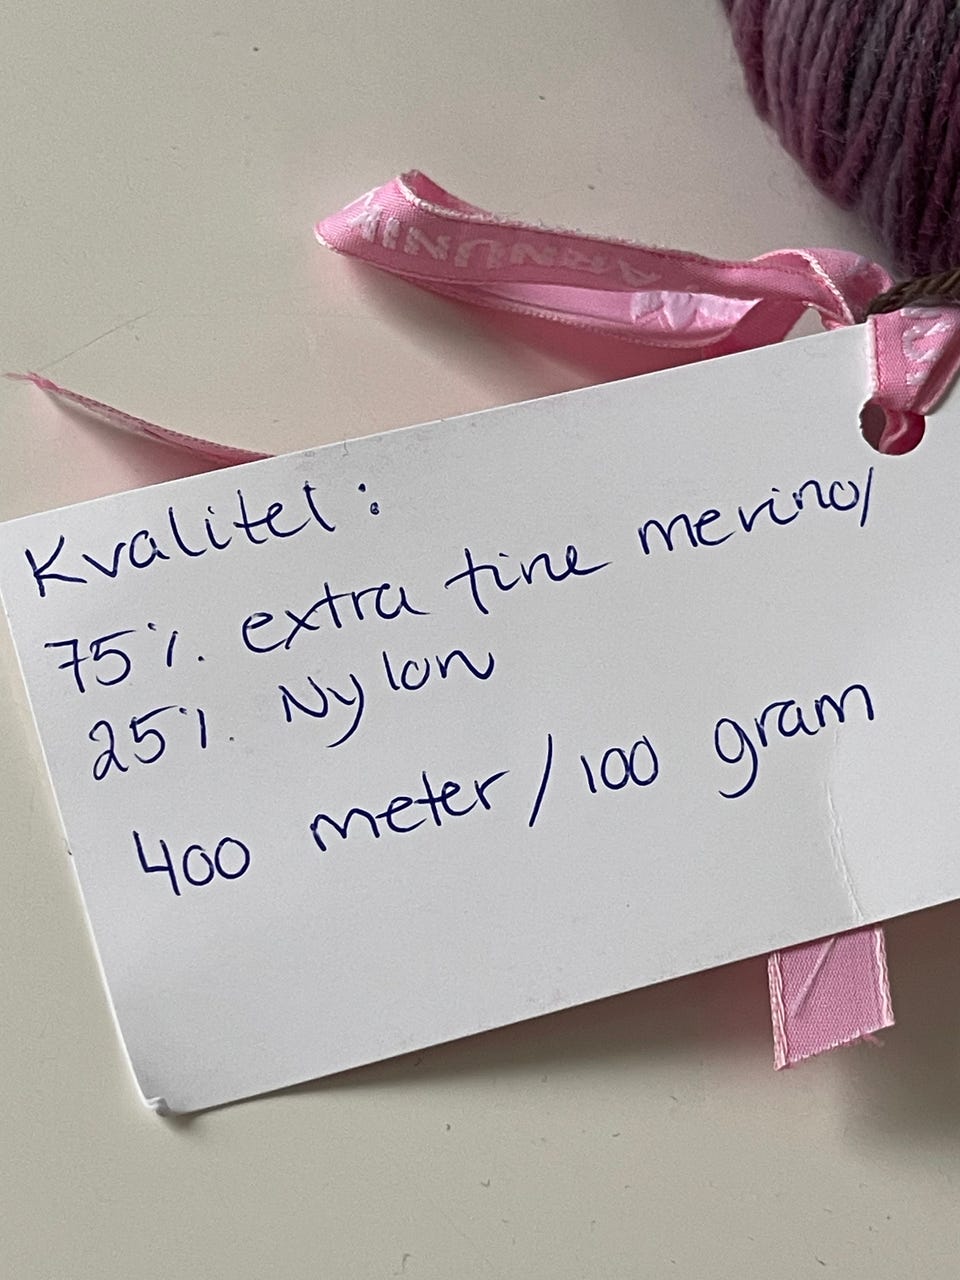 Kvalitet:
75% extra fine merino/
25% Nylon
400 meter/100 gram